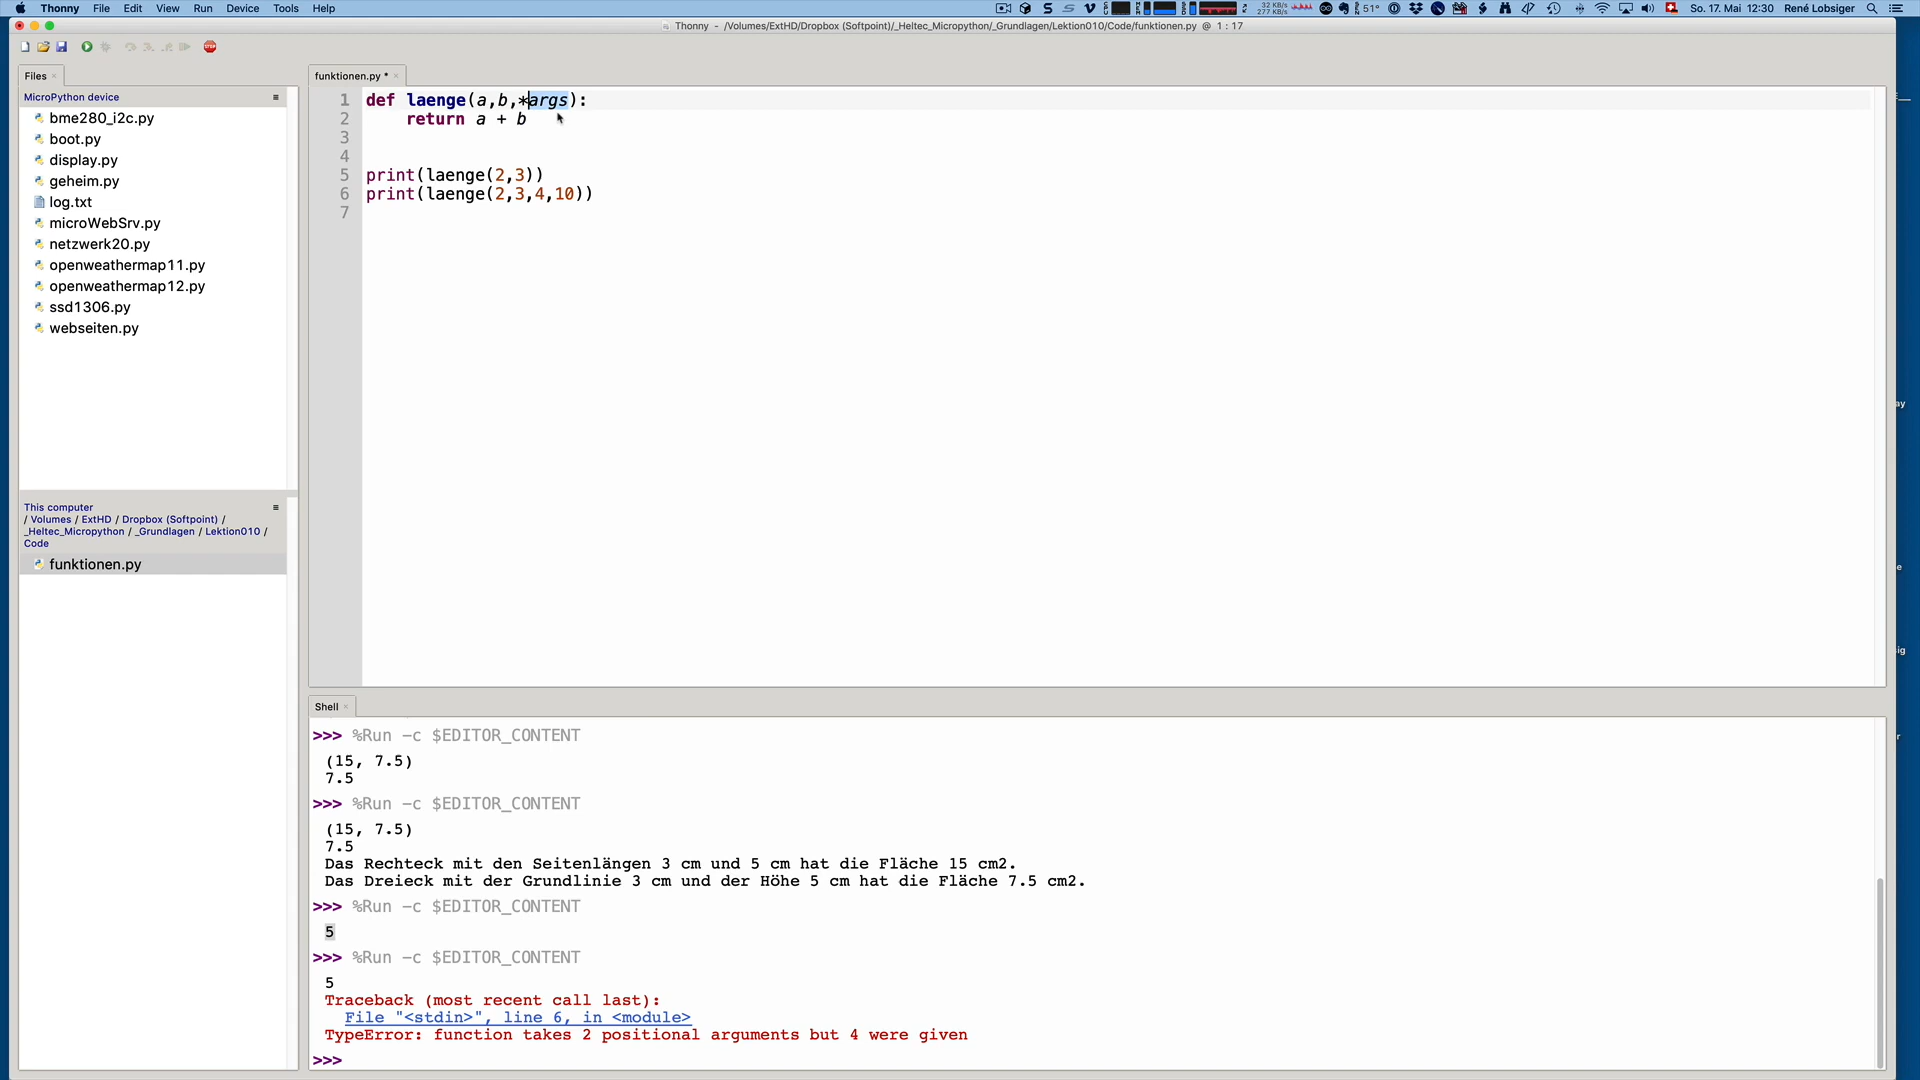 Thonny File Edit View Run Device Tools Help
32 KB/s
277 KB/s
51° So. 17. Mai 12:30 René Lobsiger
Thonny - /Volumes/ExtHD/Dropbox (Softpoint)/_Heltec_Micropython/_Grundlagen/Lektion010/Code/funktionen.py @ 1 : 17
Files
MicroPython device
bme280_i2c.py
boot.py
display.py
geheim.py
log.txt
microWebSrv.py
netzwerk20.py
openweathermap11.py
openweathermap12.py
ssd1306.py
webseiten.py
This computer
/ Volumes / ExtHD / Dropbox (Softpoint) /
_Heltec_Micropython / _Grundlagen / Lektion010 /
Code
funktionen.py
funktionen.py *
1 def laenge(a,b,*args):
2 return a + b
3
4
5 print(laenge(2,3))
6 print(laenge(2,3,4,10))
7
Shell
>>> %Run -c $EDITOR_CONTENT
(15, 7.5)
7.5
>>> %Run -c $EDITOR_CONTENT
(15, 7.5)
7.5
Das Rechteck mit den Seitenlängen 3 cm und 5 cm hat die Fläche 15 cm2.
Das Dreieck mit der Grundlinie 3 cm und der Höhe 5 cm hat die Fläche 7.5 cm2.
>>> %Run -c $EDITOR_CONTENT
5
>>> %Run -c $EDITOR_CONTENT
5
Traceback (most recent call last):
File "<stdin>", line 6, in <module>
TypeError: function takes 2 positional arguments but 4 were given
>>>